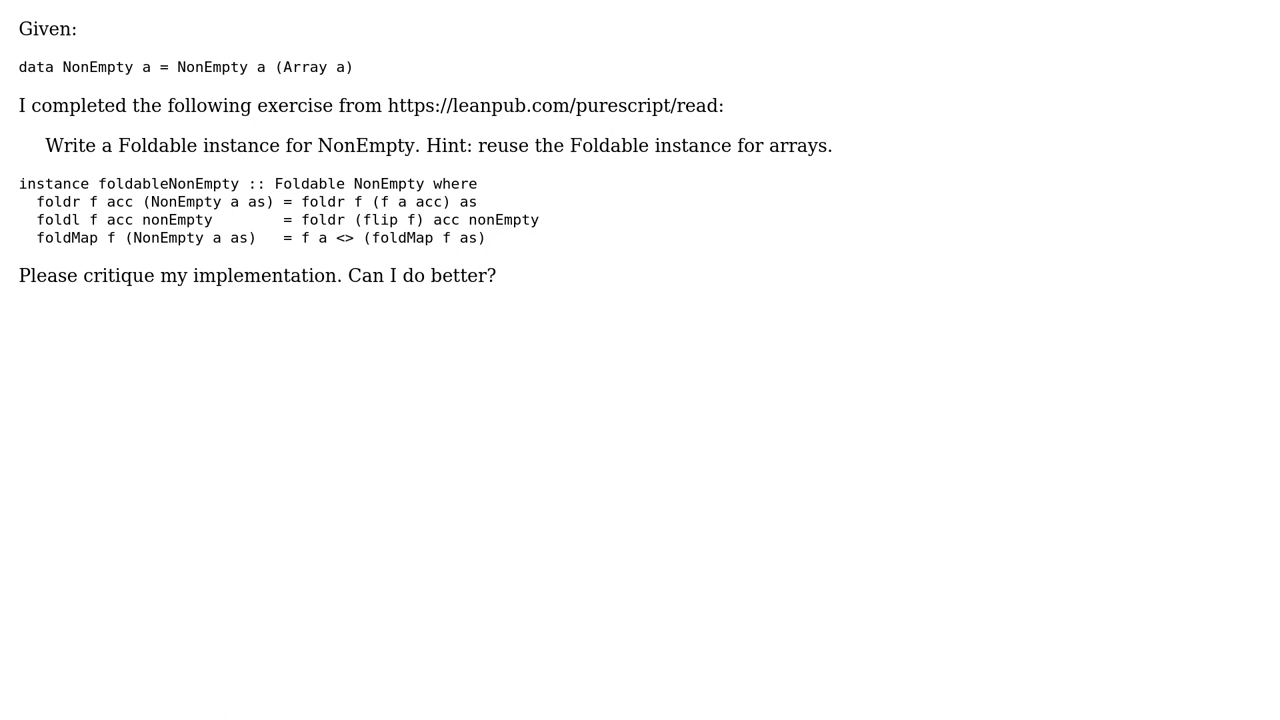 Given:
data NonEmpty a = NonEmpty a (Array a)
I completed the following exercise from https://leanpub.com/purescript/read:
Write a Foldable instance for NonEmpty. Hint: reuse the Foldable instance for arrays.
instance foldableNonEmpty :: Foldable NonEmpty where
  foldr f acc (NonEmpty a as) = foldr f (f a acc) as
  foldl f acc nonEmpty        = foldr (flip f) acc nonEmpty
  foldMap f (NonEmpty a as)   = f a <> (foldMap f as)
Please critique my implementation. Can I do better?